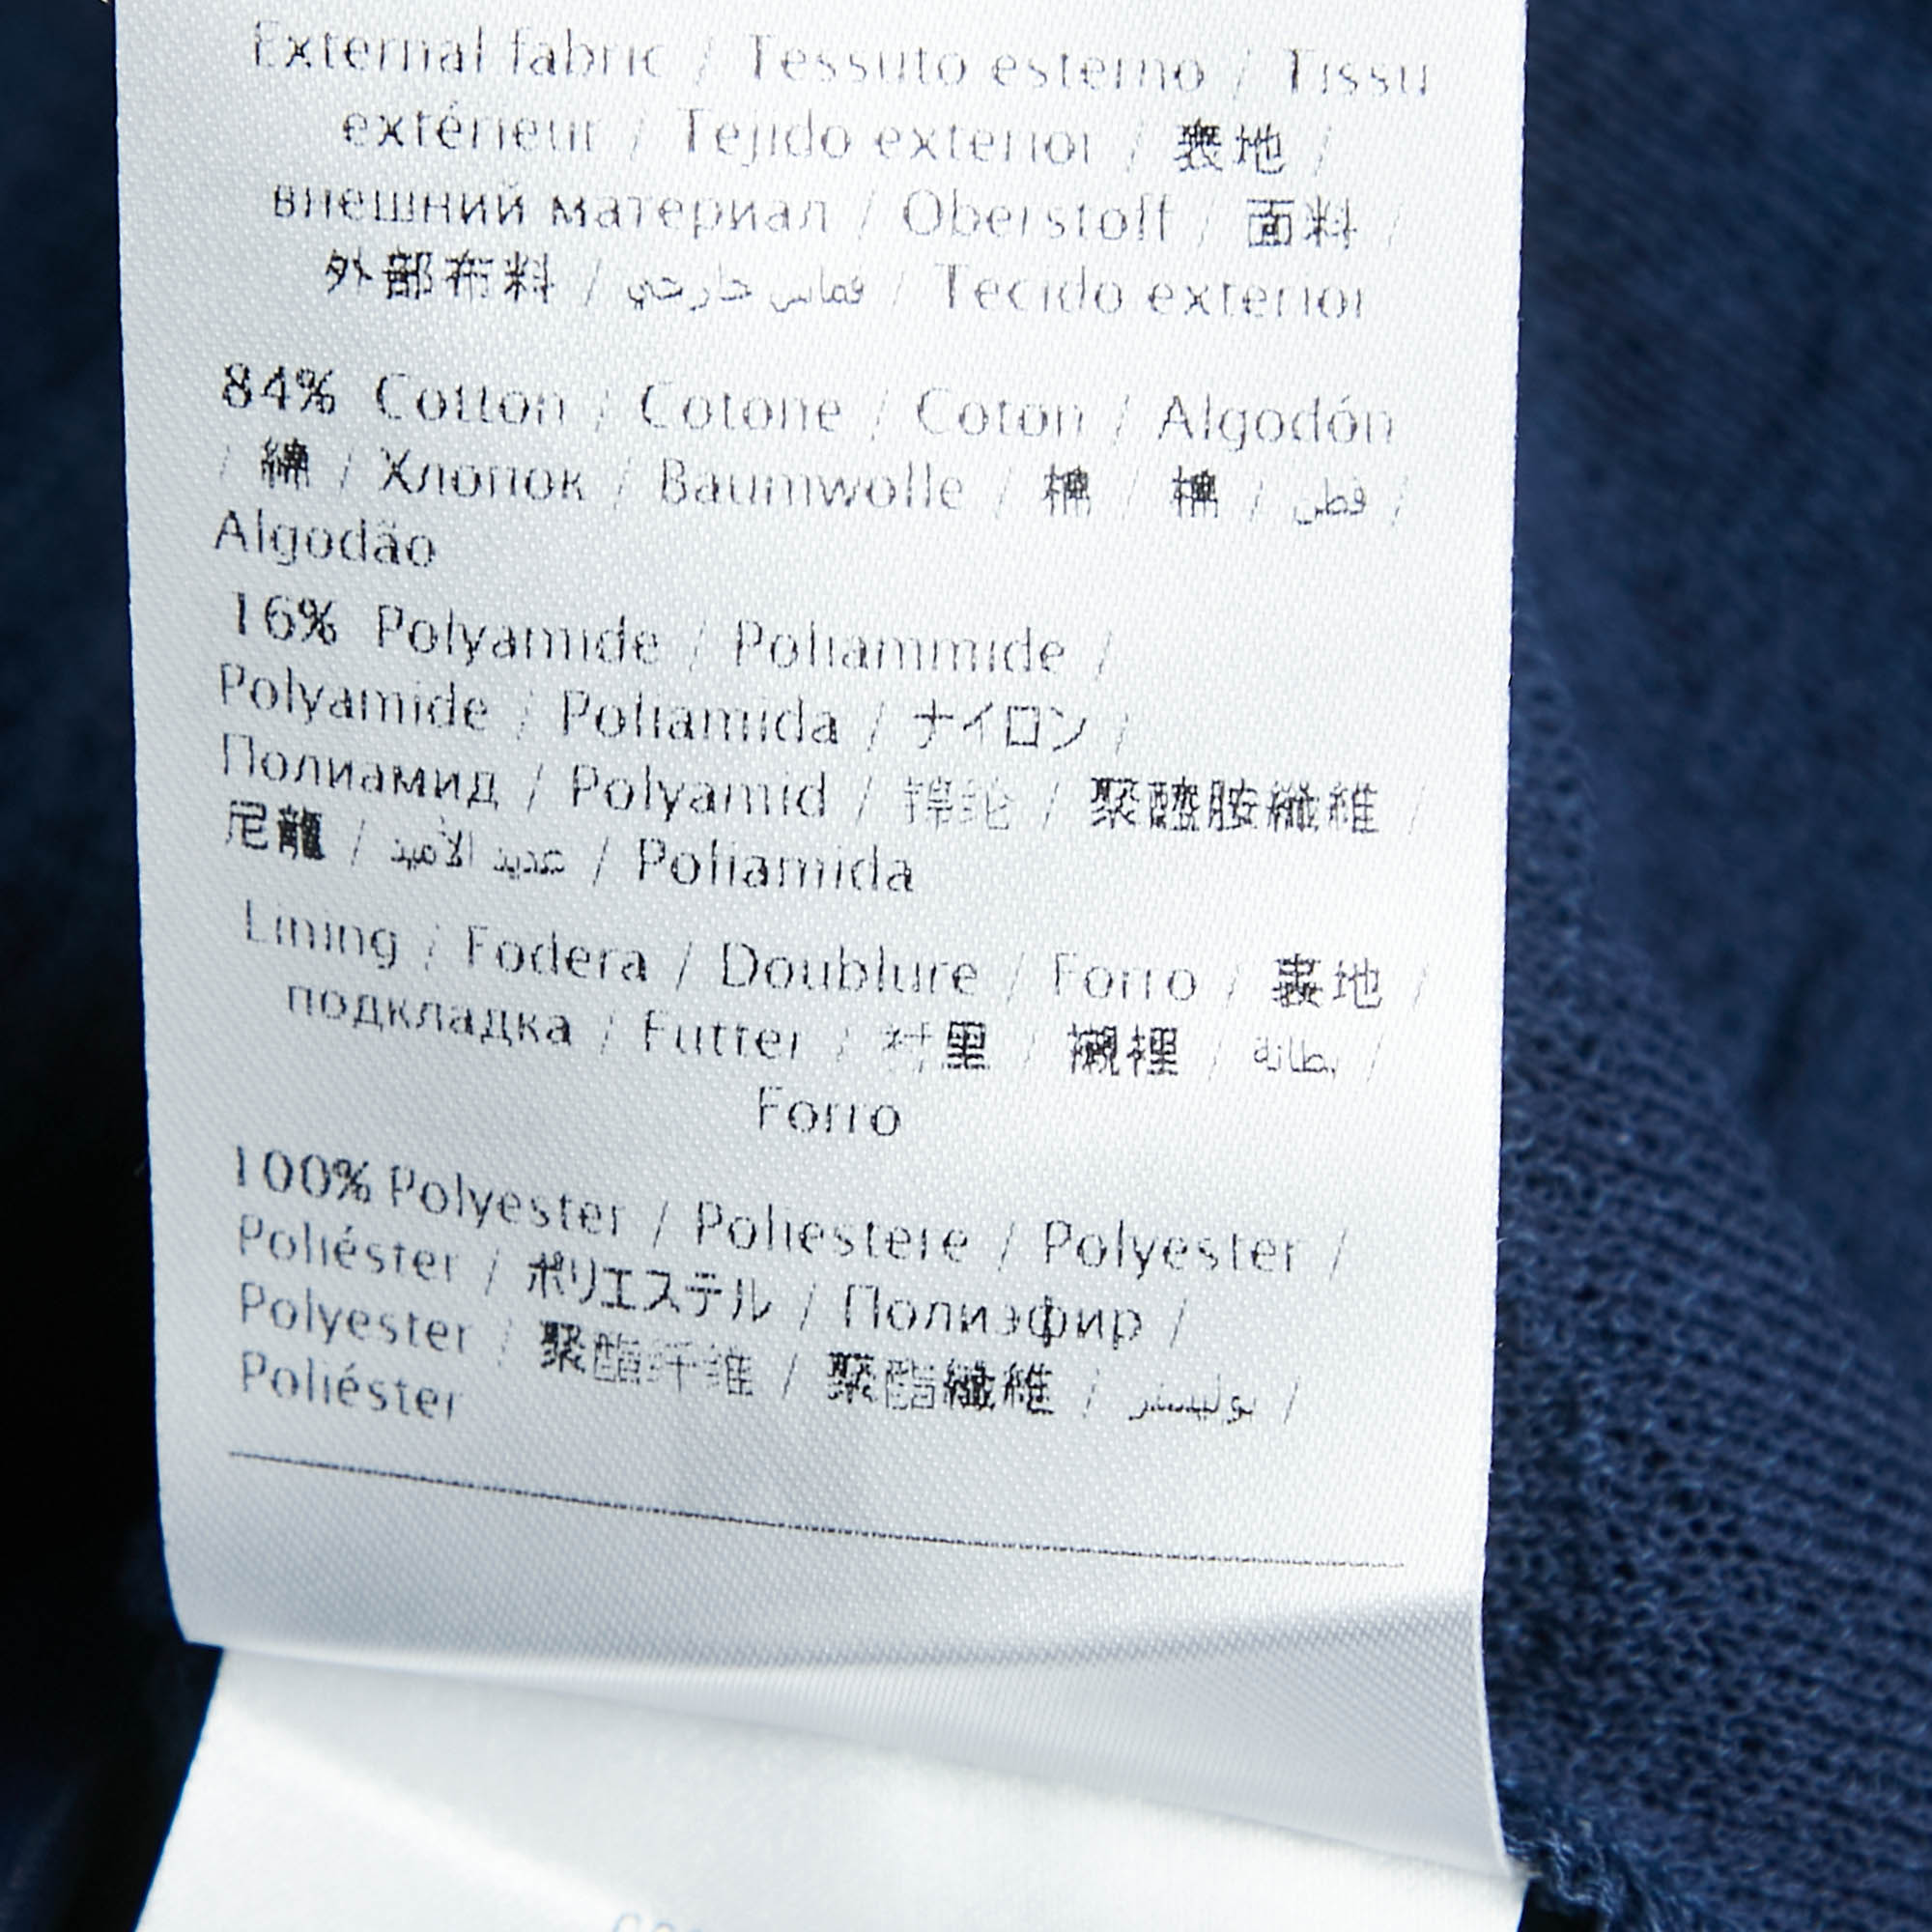 External fabric / Tessuto esterno / Tissu
extérieur / Tejido exterior / 表地 /
внешний материал / Oberstoff / 面料 /
外部布料 / قماس خارجي / Tecido exterior
84% Cotton / Cotone / Coton / Algodón
/ 綿 / Хлопок / Baumwolle / 棉 / 棉 / قطن /
Algodão
16% Polyamide / Poliammide /
Polyamide / Poliamida / ナイロン /
Полиамид / Polyamid / 锦纶 / 聚醯胺纖維 /
尼龍 / عديد الأميد / Poliamida
Lining / Fodera / Doublure / Forro / 裏地 /
подкладка / Futter / 衬里 / 襯裡 / بطانة /
Forro
100% Polyester / Poliestere / Polyester /
Poliéster / ポリエステル / Полиэфир /
Polyester / 聚酯纤维 / 聚酯纖維 / بوليستر /
Poliéster